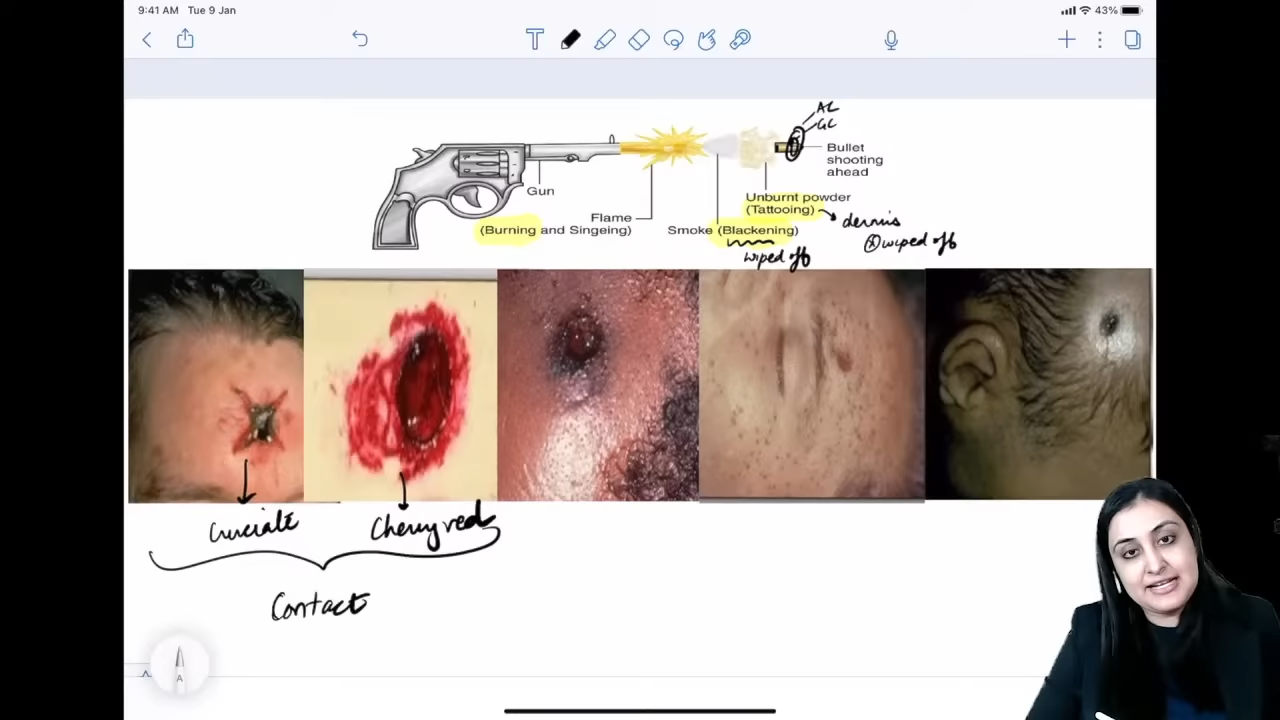 9:41 AM Tue 9 Jan
43%
T
AC
GC
Bullet
shooting
ahead
Gun
Unburnt powder
(Tattooing)
dermis
wiped off
Flame
(Burning and Singeing)
Smoke (Blackening)
wiped off
Cruciate
Cherry red
Contact
A